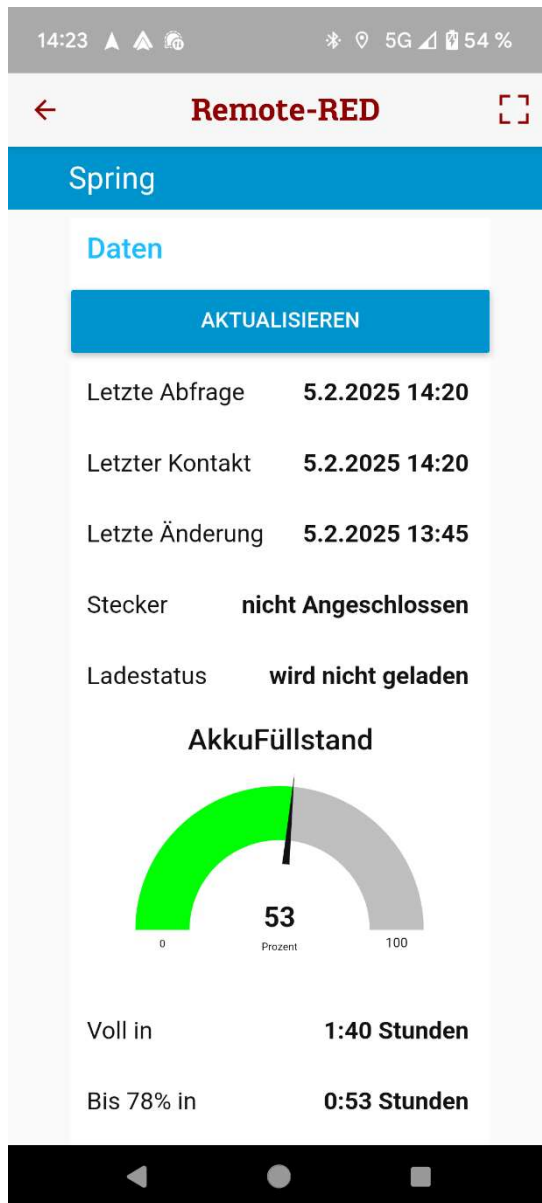 14:23 5G 54 %
Remote-RED
Spring
Daten
AKTUALISIEREN
Letzte Abfrage 5.2.2025 14:20
Letzter Kontakt 5.2.2025 14:20
Letzte Änderung 5.2.2025 13:45
Stecker nicht Angeschlossen
Ladestatus wird nicht geladen
AkkuFüllstand
53
0 Prozent 100
Voll in 1:40 Stunden
Bis 78% in 0:53 Stunden